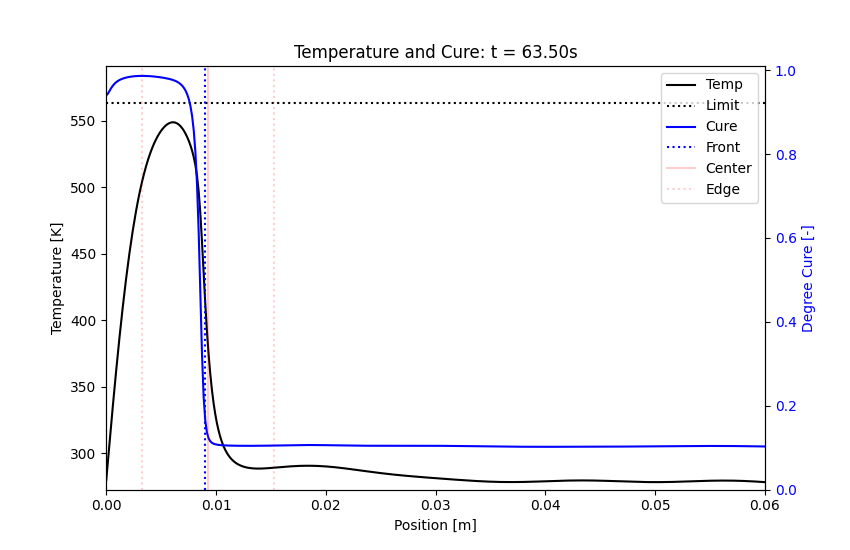 Temperature and Cure: t = 63.50s
Temp
Limit
Cure
Front
Center
Edge
Temperature [K]
550
500
450
400
350
300
Degree Cure [-]
1.0
0.8
0.6
0.4
0.2
0.0
0.00 0.01 0.02 0.03 0.04 0.05 0.06
Position [m]